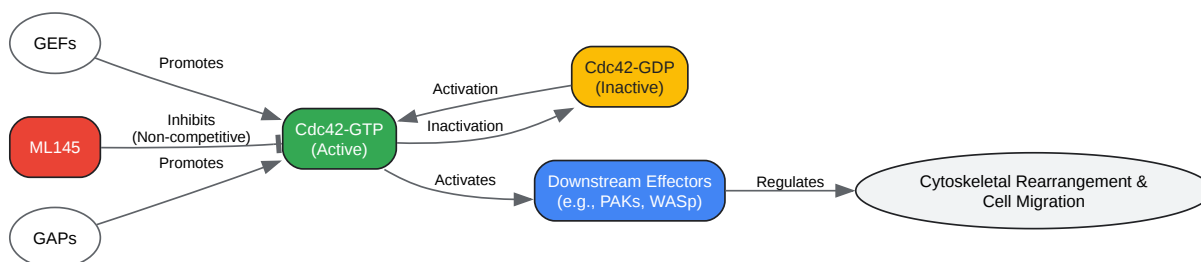 GEFs
Promotes
ML145
Inhibits
(Non-competitive)
Promotes
GAPs
Cdc42-GTP
(Active)
Activation
Inactivation
Cdc42-GDP
(Inactive)
Activates
Downstream Effectors
(e.g., PAKs, WASp)
Regulates
Cytoskeletal Rearrangement &
Cell Migration